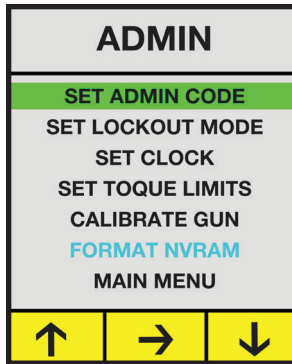 ADMIN
SET ADMIN CODE
SET LOCKOUT MODE
SET CLOCK
SET TOQUE LIMITS
CALIBRATE GUN
FORMAT NVRAM
MAIN MENU